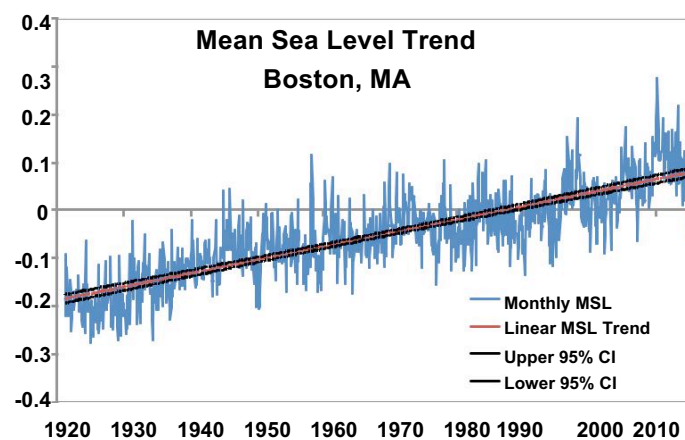 Mean Sea Level Trend
Boston, MA
0.4
0.3
0.2
0.1
0
-0.1
-0.2
-0.3
-0.4
Monthly MSL
Linear MSL Trend
Upper 95% CI
Lower 95% CI
1920 1930 1940 1950 1960 1970 1980 1990 2000 2010